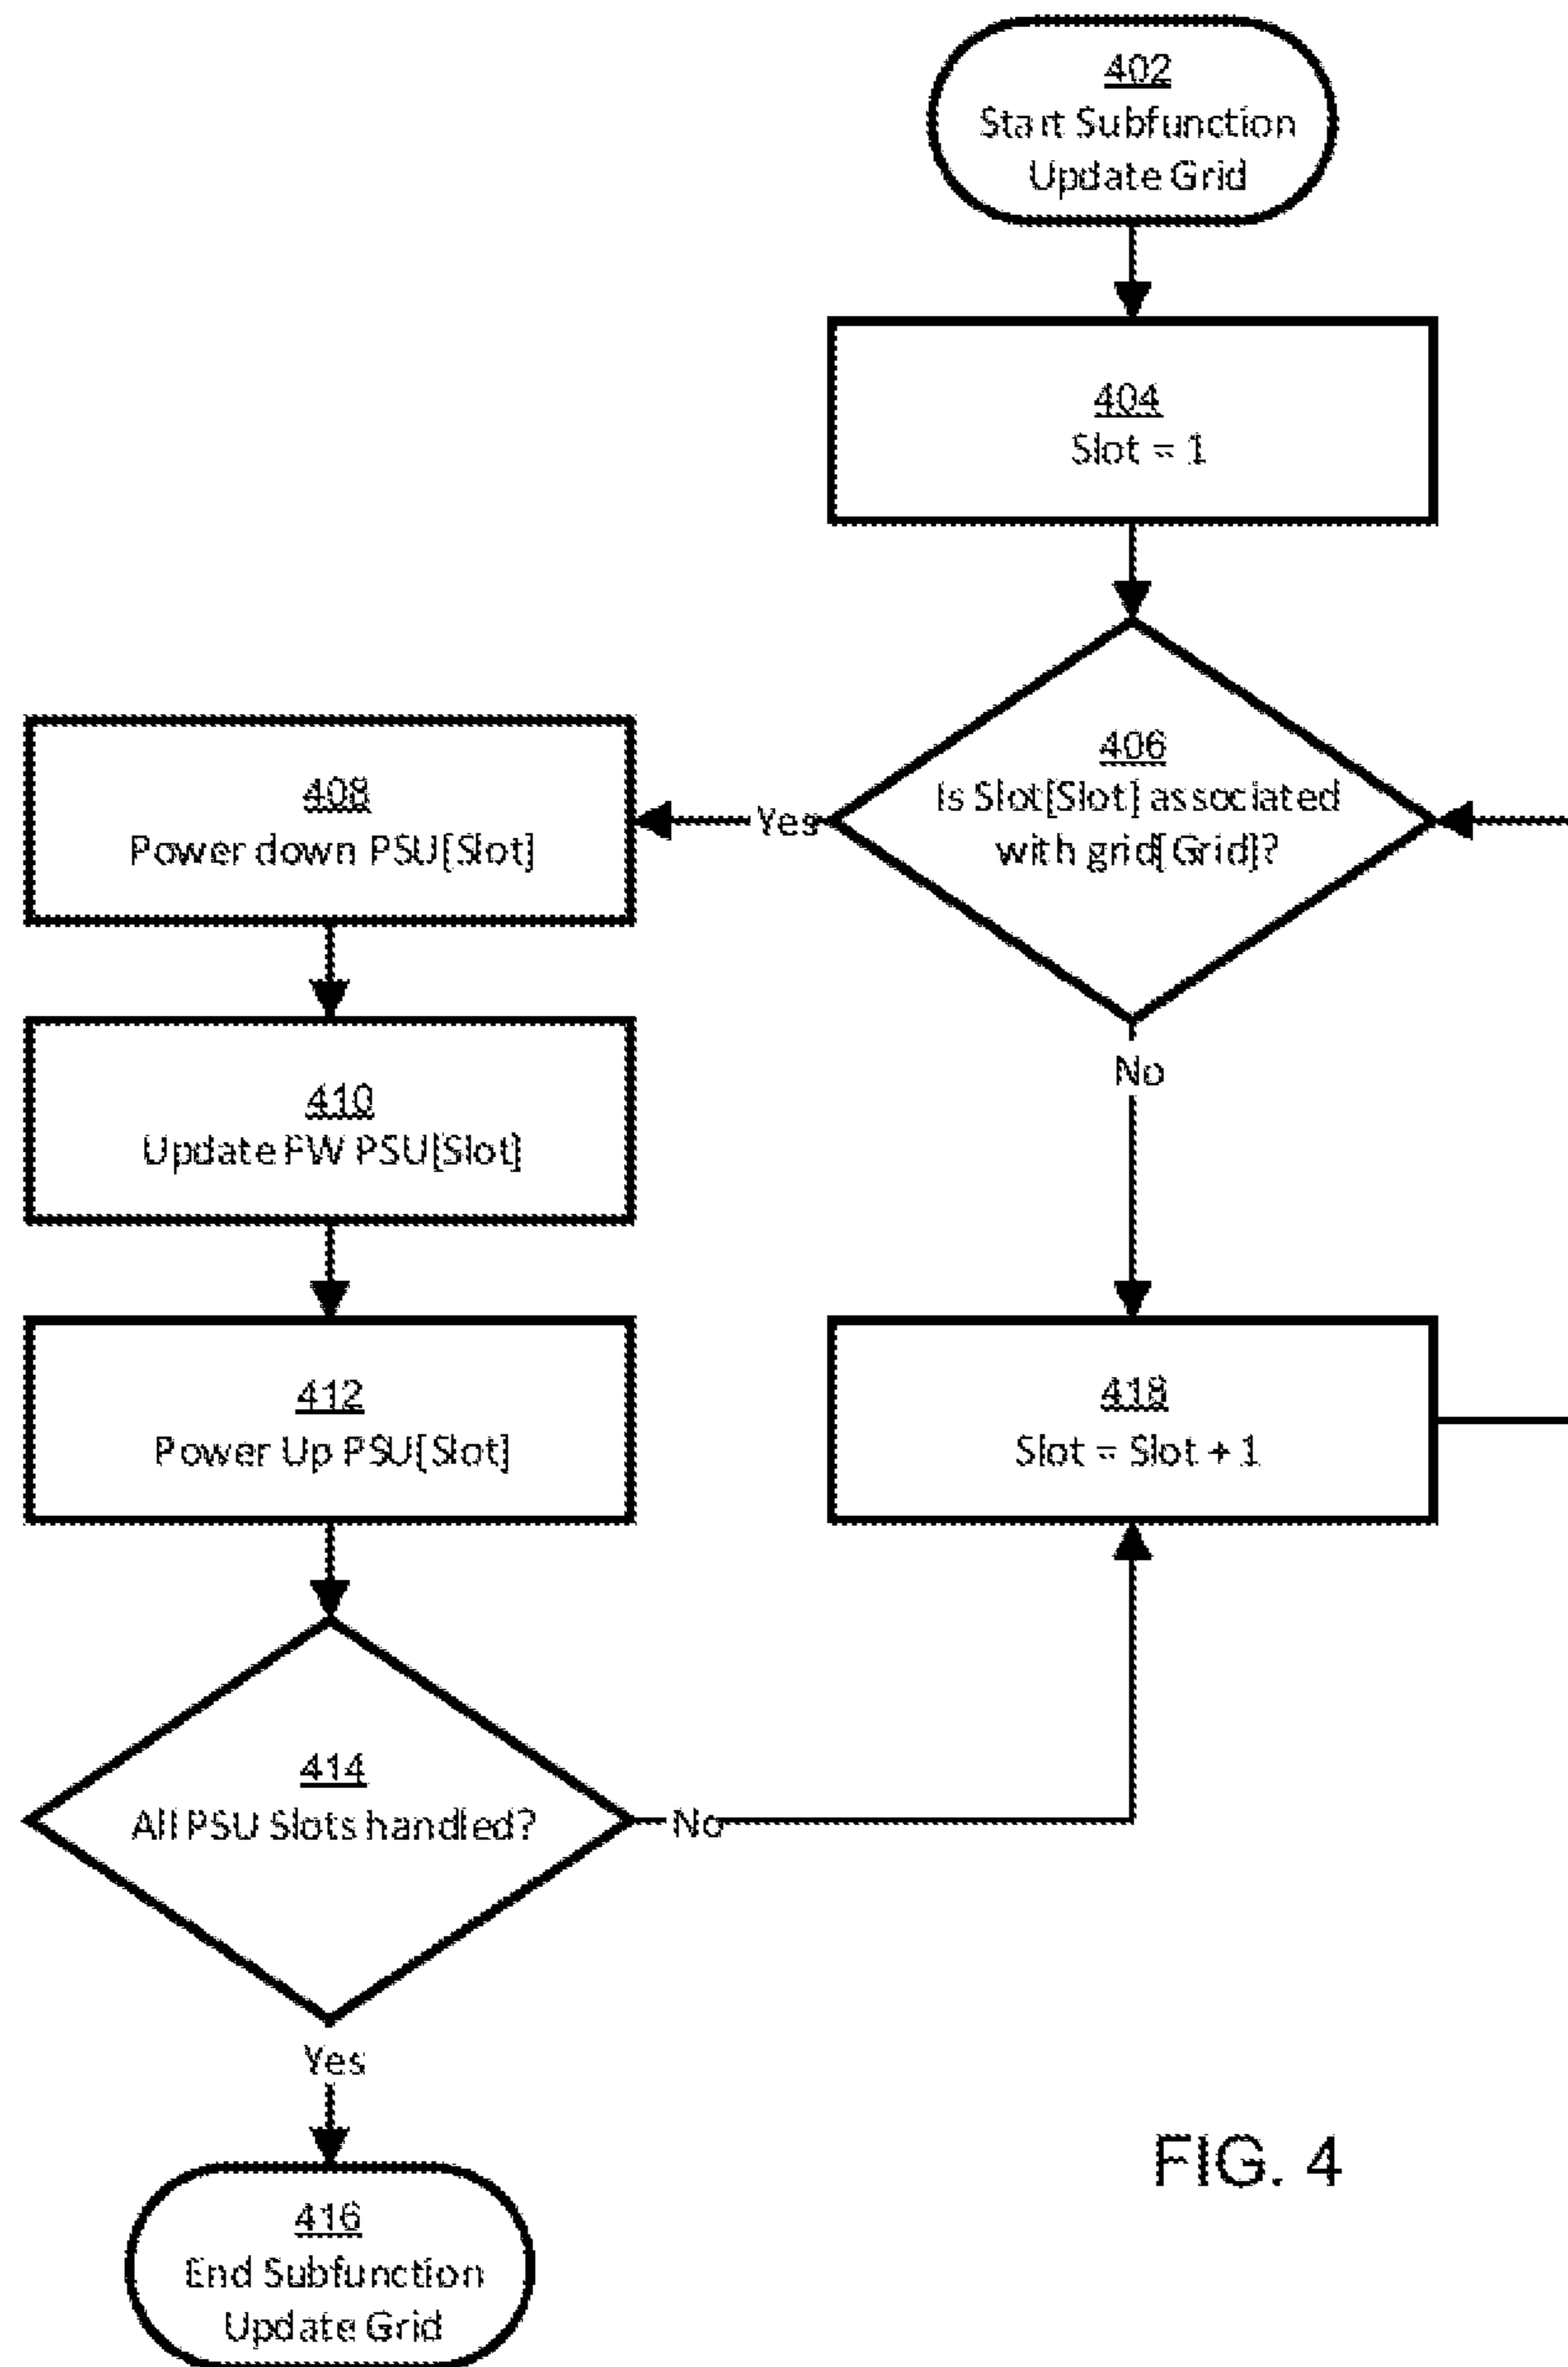 402
Start Subfunction
Update Grid
404
Slot = 1
406
Is Slot[Slot] associated
with grid[Grid]?
Yes
No
408
Power down PSU[Slot]
410
Update FW PSU[Slot]
412
Power Up PSU[Slot]
418
Slot = Slot + 1
414
All PSU Slots handled?
No
Yes
416
End Subfunction
Update Grid
FIG. 4